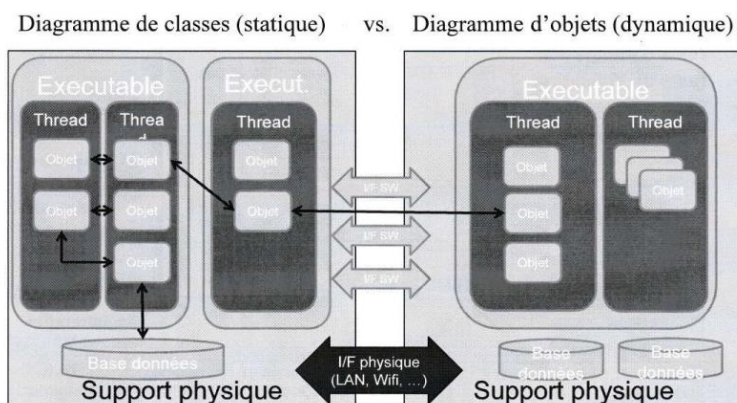 Diagramme de classes (statique) vs. Diagramme d'objets (dynamique)
Executable
Thread
Objet
Objet
Threa
d
Objet
Objet
Objet
Base données
Support physique
Execut.
Thread
Objet
Objet
I/F SW
I/F SW
I/F SW
I/F physique
(LAN, Wifi, ...)
Executable
Thread
Objet
Objet
Objet
Thread
Objet
Base
données
Base
données
Support physique